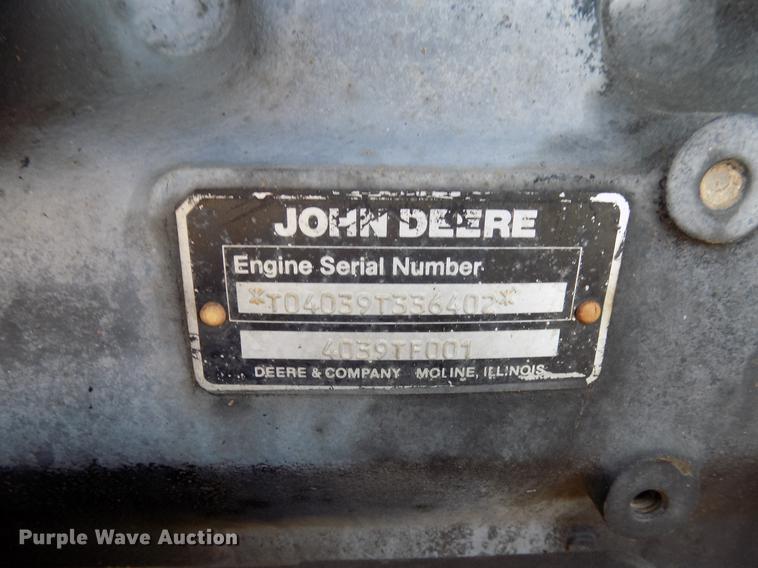 JOHN DEERE
Engine Serial Number
*T04039T336402*
4039TF001
DEERE & COMPANY MOLINE, ILLINOIS
Purple Wave Auction